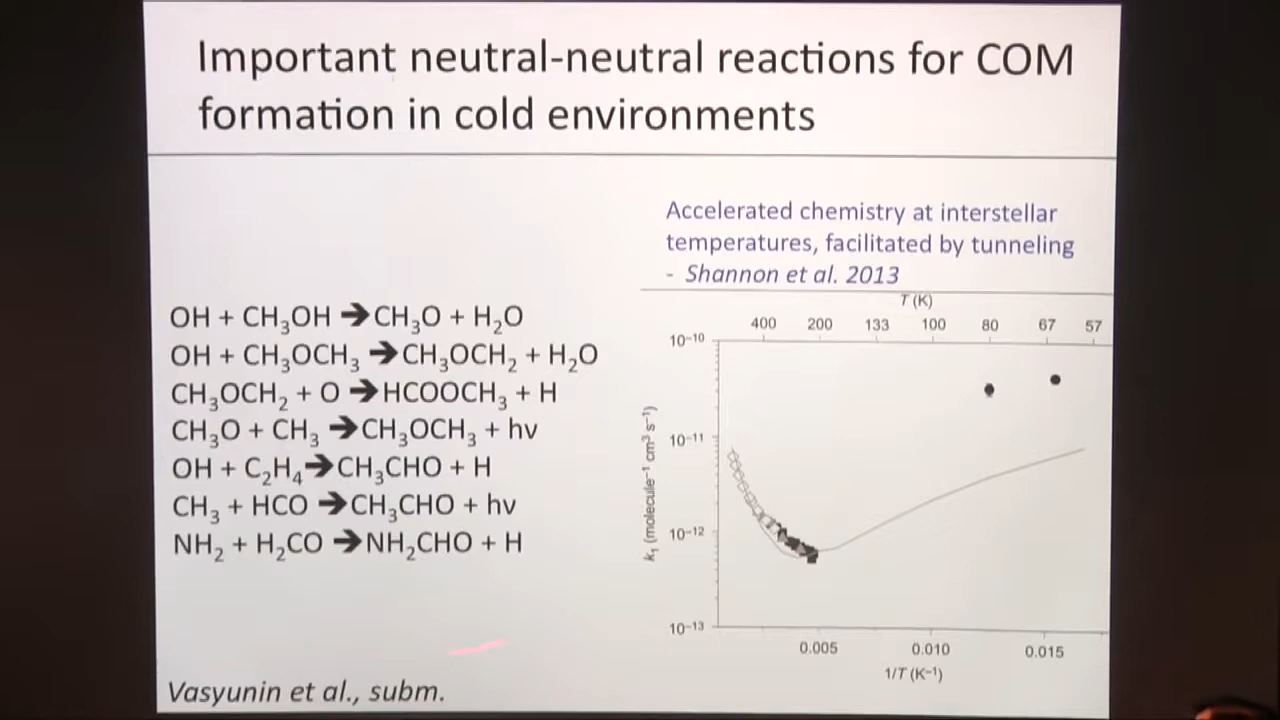 Important neutral-neutral reactions for COM
formation in cold environments
Accelerated chemistry at interstellar
temperatures, facilitated by tunneling
- Shannon et al. 2013
OH + CH₃OH ➔ CH₃O + H₂O
OH + CH₃OCH₃ ➔ CH₃OCH₂ + H₂O
CH₃OCH₂ + O ➔ HCOOCH₃ + H
CH₃O + CH₃ ➔ CH₃OCH₃ + hν
OH + C₂H₄ ➔ CH₃CHO + H
CH₃ + HCO ➔ CH₃CHO + hν
NH₂ + H₂CO ➔ NH₂CHO + H
T (K)
400 200 133 100 80 67 57
10⁻¹⁰
10⁻¹¹
10⁻¹²
10⁻¹³
k₁ (molecule⁻¹ cm³ s⁻¹)
0.005 0.010 0.015
1/T (K⁻¹)
Vasyunin et al., subm.